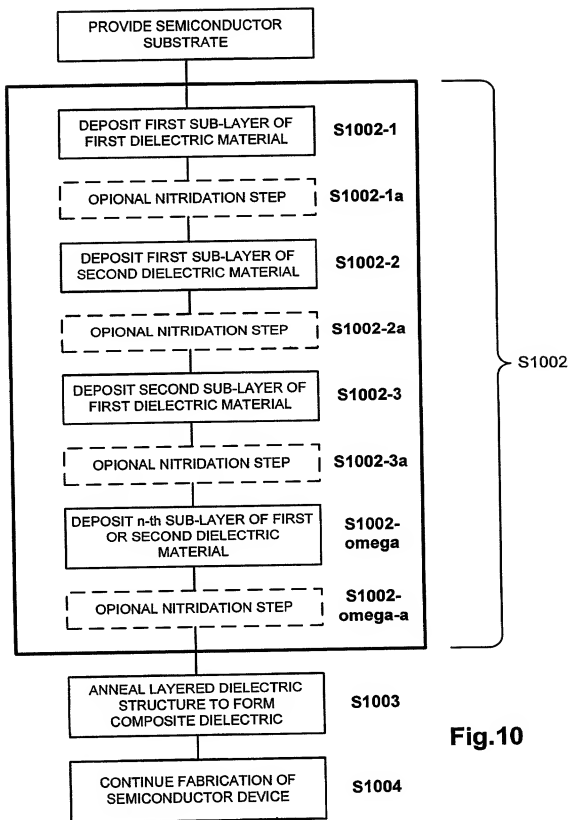 PROVIDE SEMICONDUCTOR
SUBSTRATE
DEPOSIT FIRST SUB-LAYER OF
FIRST DIELECTRIC MATERIAL
S1002-1
OPIONAL NITRIDATION STEP
S1002-1a
DEPOSIT FIRST SUB-LAYER OF
SECOND DIELECTRIC MATERIAL
S1002-2
OPIONAL NITRIDATION STEP
S1002-2a
DEPOSIT SECOND SUB-LAYER OF
FIRST DIELECTRIC MATERIAL
S1002-3
OPIONAL NITRIDATION STEP
S1002-3a
DEPOSIT n-th SUB-LAYER OF FIRST
OR SECOND DIELECTRIC
MATERIAL
S1002-
omega
OPIONAL NITRIDATION STEP
S1002-
omega-a
S1002
ANNEAL LAYERED DIELECTRIC
STRUCTURE TO FORM
COMPOSITE DIELECTRIC
S1003
CONTINUE FABRICATION OF
SEMICONDUCTOR DEVICE
S1004
Fig.10